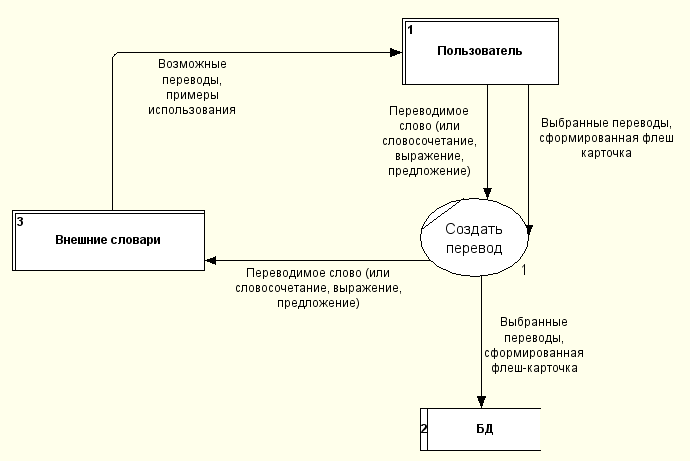 1
Пользователь
Возможные
переводы,
примеры
использования
Переводимое
слово (или
словосочетание,
выражение,
предложение)
Выбранные переводы,
сформированная флеш
карточка
3
Внешние словари
Создать
перевод
1
Переводимое слово (или
словосочетание, выражение,
предложение)
Выбранные
переводы,
сформированная
флеш-карточка
2
БД